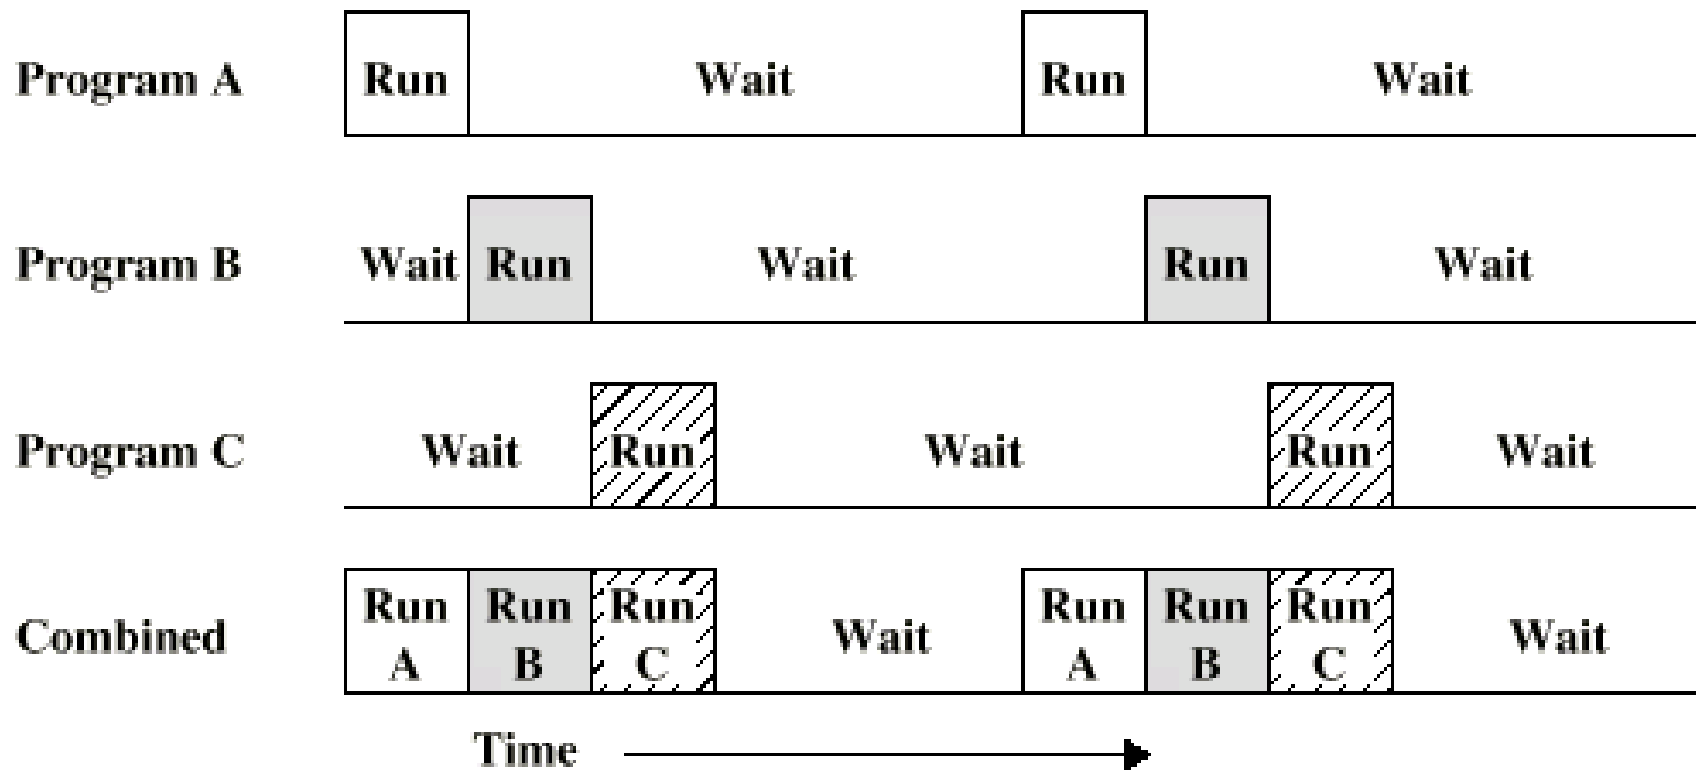 Program A Run Wait Run Wait
Program B Wait Run Wait Run Wait
Program C Wait Run Wait Run Wait
Combined Run A Run B Run C Wait Run A Run B Run C Wait
Time